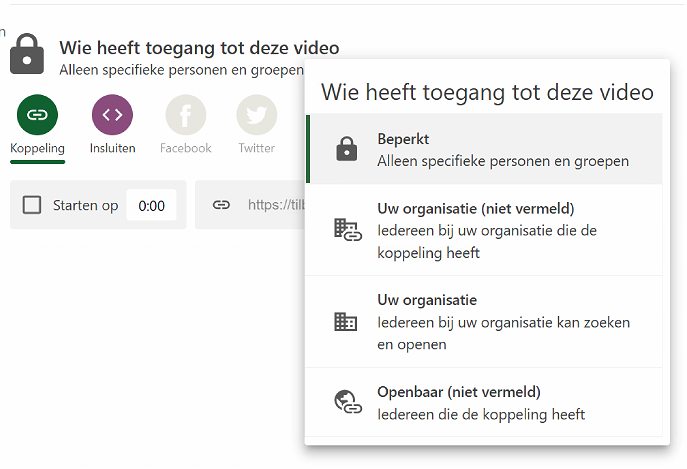 n
Wie heeft toegang tot deze video
Alleen specifieke personen en groepen
Koppeling
Insluiten
Facebook
Twitter
Starten op 0:00
https://tilb
Wie heeft toegang tot deze video
Beperkt
Alleen specifieke personen en groepen
Uw organisatie (niet vermeld)
Iedereen bij uw organisatie die de
koppeling heeft
Uw organisatie
Iedereen bij uw organisatie kan zoeken
en openen
Openbaar (niet vermeld)
Iedereen die de koppeling heeft